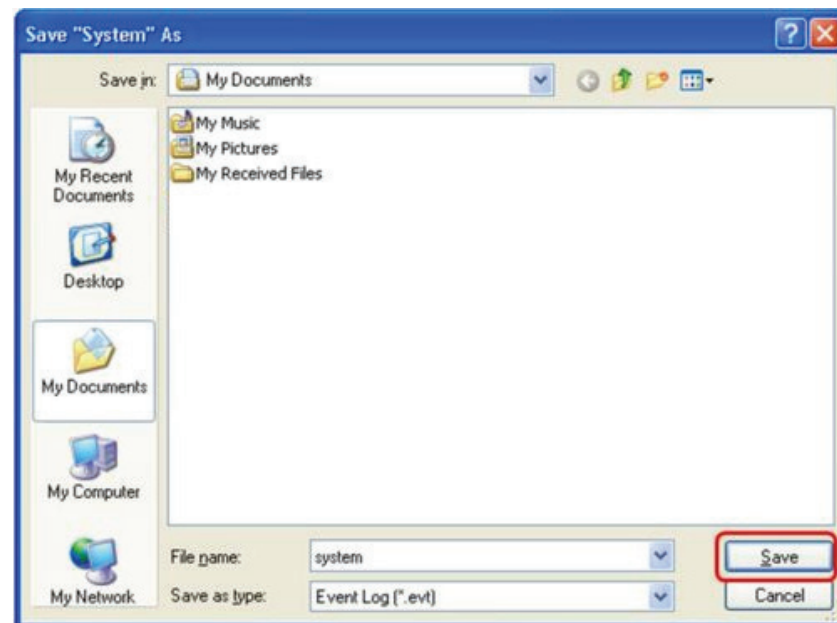 Save "System" As
Save in: My Documents
My Recent
Documents
Desktop
My Documents
My Computer
My Network
My Music
My Pictures
My Received Files
File name: system Save
Save as type: Event Log (*.evt) Cancel